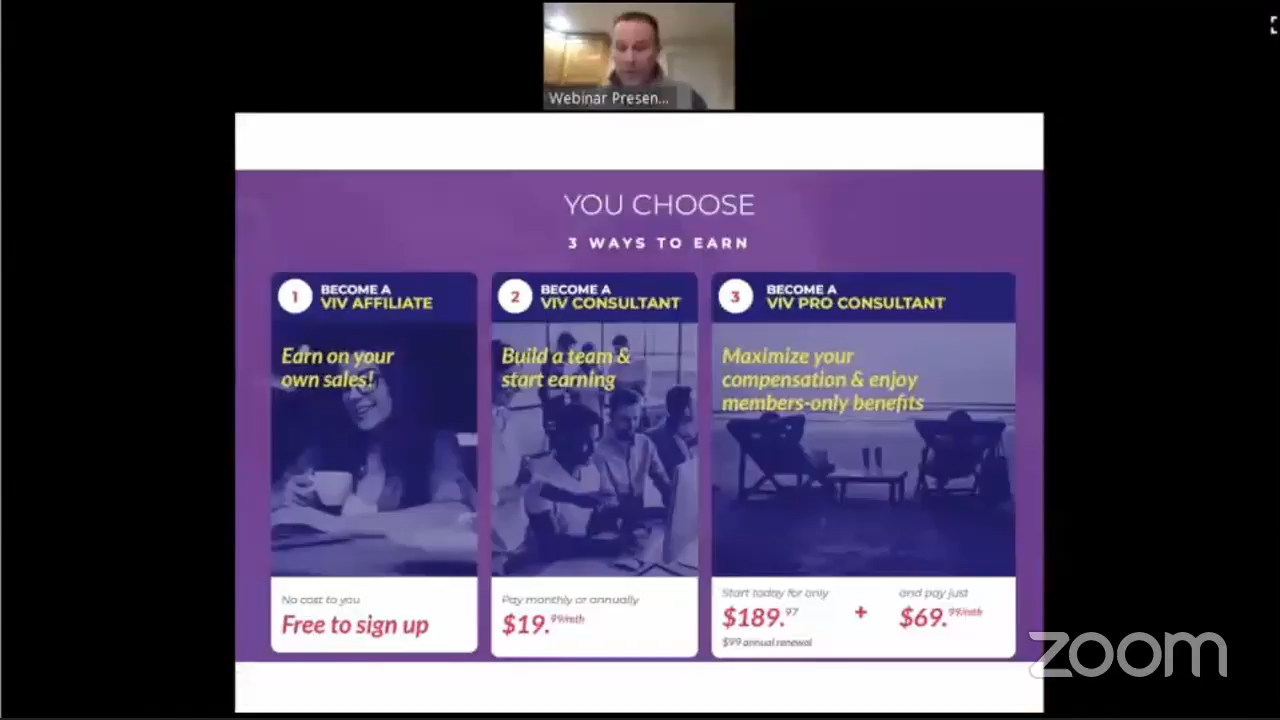 Webinar Presen...
YOU CHOOSE
3 WAYS TO EARN
1 BECOME A
VIV AFFILIATE
Earn on your
own sales!
No cost to you
Free to sign up
2 BECOME A
VIV CONSULTANT
Build a team &
start earning
Pay monthly or annually
$19.99/mth
3 BECOME A
VIV PRO CONSULTANT
Maximize your
compensation & enjoy
members-only benefits
Start today for only
$189.97
$99 annual renewal
+
and pay just
$69.99/mth
zoom